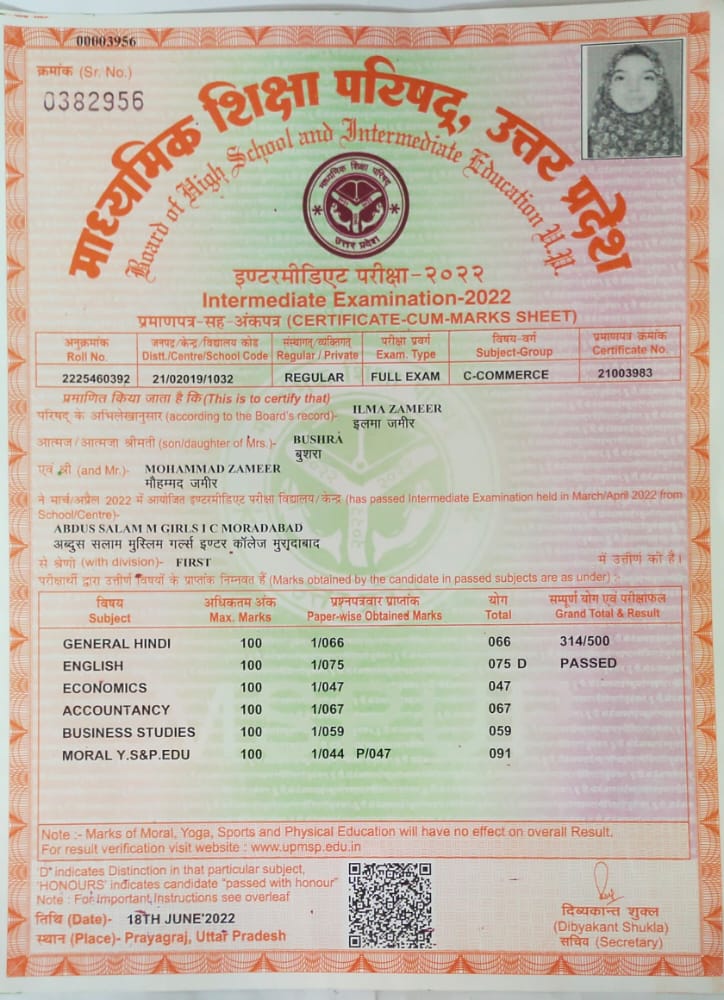 00003956
क्रमांक (Sr. No.)
0382956
माध्यमिक शिक्षा परिषद्, उत्तर प्रदेश
Board of High School and Intermediate Education U.P.
माध्यमिक शिक्षा परिषद्
उत्तर प्रदेश
इण्टरमीडिएट परीक्षा-२०२२
Intermediate Examination-2022
प्रमाणपत्र-सह-अंकपत्र (CERTIFICATE-CUM-MARKS SHEET)
अनुक्रमांक जनपद/केन्द्र/विद्यालय कोड संस्थागत/व्यक्तिगत परीक्षा प्रवर्ग विषय-वर्ग प्रमाणपत्र क्रमांक
Roll No. Distt./Centre/School Code Regular / Private Exam. Type Subject-Group Certificate No.
2225460392 21/02019/1032 REGULAR FULL EXAM C-COMMERCE 21003983
प्रमाणित किया जाता है कि (This is to certify that) ILMA ZAMEER
परिषद् के अभिलेखानुसार (according to the Board's record)- इलमा जमीर
आत्मज/आत्मजा श्रीमती (son/daughter of Mrs.)- BUSHRA
बुशरा
एवं श्री (and Mr.)- MOHAMMAD ZAMEER
मौहम्मद जमीर
ने मार्च/अप्रैल 2022 में आयोजित इण्टरमीडिएट परीक्षा विद्यालय/केन्द्र (has passed Intermediate Examination held in March/April 2022 from
School/Centre)-
ABDUS SALAM M GIRLS I C MORADABAD
अब्दुस सलाम मुस्लिम गर्ल्स इण्टर कॉलेज मुरादाबाद
से श्रेणी (with division)- FIRST में उत्तीर्ण की है।
परीक्षार्थी द्वारा उत्तीर्ण विषयों के प्राप्तांक निम्नवत हैं (Marks obtained by the candidate in passed subjects are as under) :-
विषय अधिकतम अंक प्रश्नपत्रवार प्राप्तांक योग सम्पूर्ण योग एवं परीक्षाफल
Subject Max. Marks Paper-wise Obtained Marks Total Grand Total & Result
GENERAL HINDI 100 1/066 066 314/500
ENGLISH 100 1/075 075 D PASSED
ECONOMICS 100 1/047 047
ACCOUNTANCY 100 1/067 067
BUSINESS STUDIES 100 1/059 059
MORAL Y.S&P.EDU 100 1/044 P/047 091
Note :- Marks of Moral, Yoga, Sports and Physical Education will have no effect on overall Result.
For result verification visit website : www.upmsp.edu.in
'D' indicates Distinction in that particular subject,
'HONOURS' indicates candidate "passed with honour"
Note : For Important Instructions see overleaf
तिथि (Date)- 18TH JUNE'2022
स्थान (Place)- Prayagraj, Uttar Pradesh
दिव्यकान्त शुक्ल
(Dibyakant Shukla)
सचिव (Secretary)